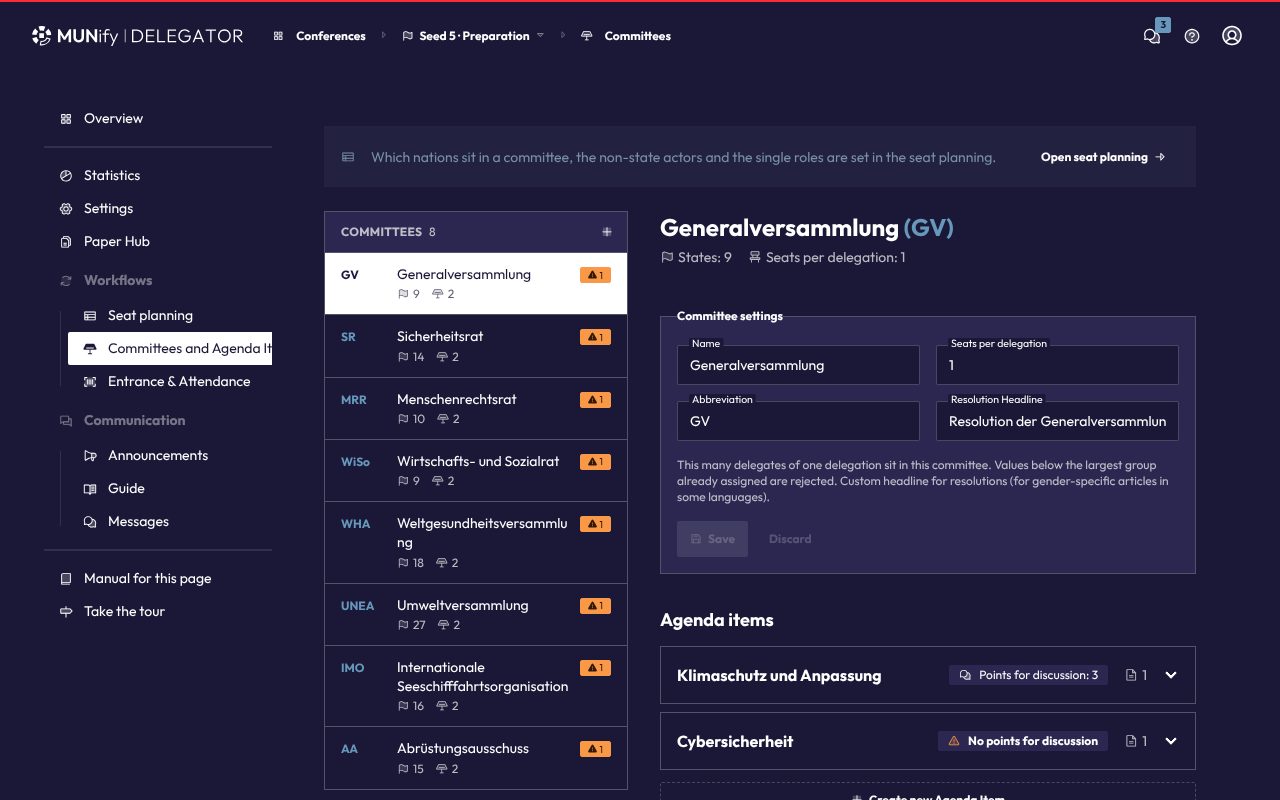 MUNify | DELEGATOR
Conferences
Seed 5 · Preparation
Committees
3
Overview
Statistics
Settings
Paper Hub
Workflows
Seat planning
Committees and Agenda It
Entrance & Attendance
Communication
Announcements
Guide
Messages
Manual for this page
Take the tour
Which nations sit in a committee, the non-state actors and the single roles are set in the seat planning.
Open seat planning
COMMITTEES 8
GV Generalversammlung 1
9 2
SR Sicherheitsrat 1
14 2
MRR Menschenrechtsrat 1
10 2
WiSo Wirtschafts- und Sozialrat 1
9 2
WHA Weltgesundheitsversammlu 1
ng
18 2
UNEA Umweltversammlung 1
27 2
IMO Internationale 1
Seeschifffahrtsorganisation
16 2
AA Abrüstungsausschuss 1
15 2
Generalversammlung (GV)
States: 9 Seats per delegation: 1
Committee settings
Name
Generalversammlung
Seats per delegation
1
Abbreviation
GV
Resolution Headline
Resolution der Generalversammlun
This many delegates of one delegation sit in this committee. Values below the largest group
already assigned are rejected. Custom headline for resolutions (for gender-specific articles in
some languages).
Save Discard
Agenda items
Klimaschutz und Anpassung Points for discussion: 3 1
Cybersicherheit No points for discussion 1
Create new Agenda Item